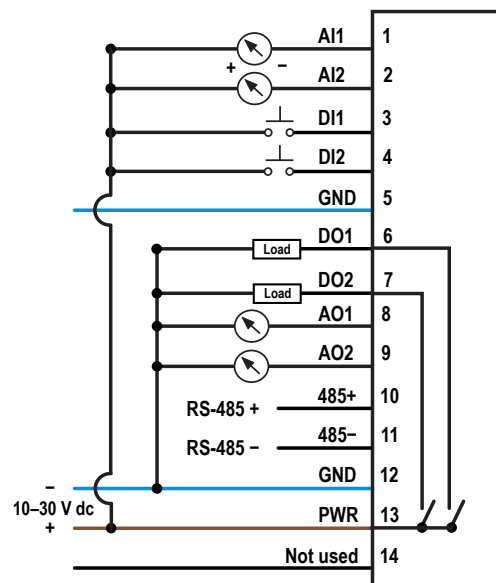 AI1 1
+ −
AI2 2
DI1 3
DI2 4
GND 5
DO1 6
Load
DO2 7
Load
AO1 8
AO2 9
RS-485 + 485+ 10
RS-485 − 485− 11
− GND 12
10–30 V dc
+ PWR 13
Not used 14